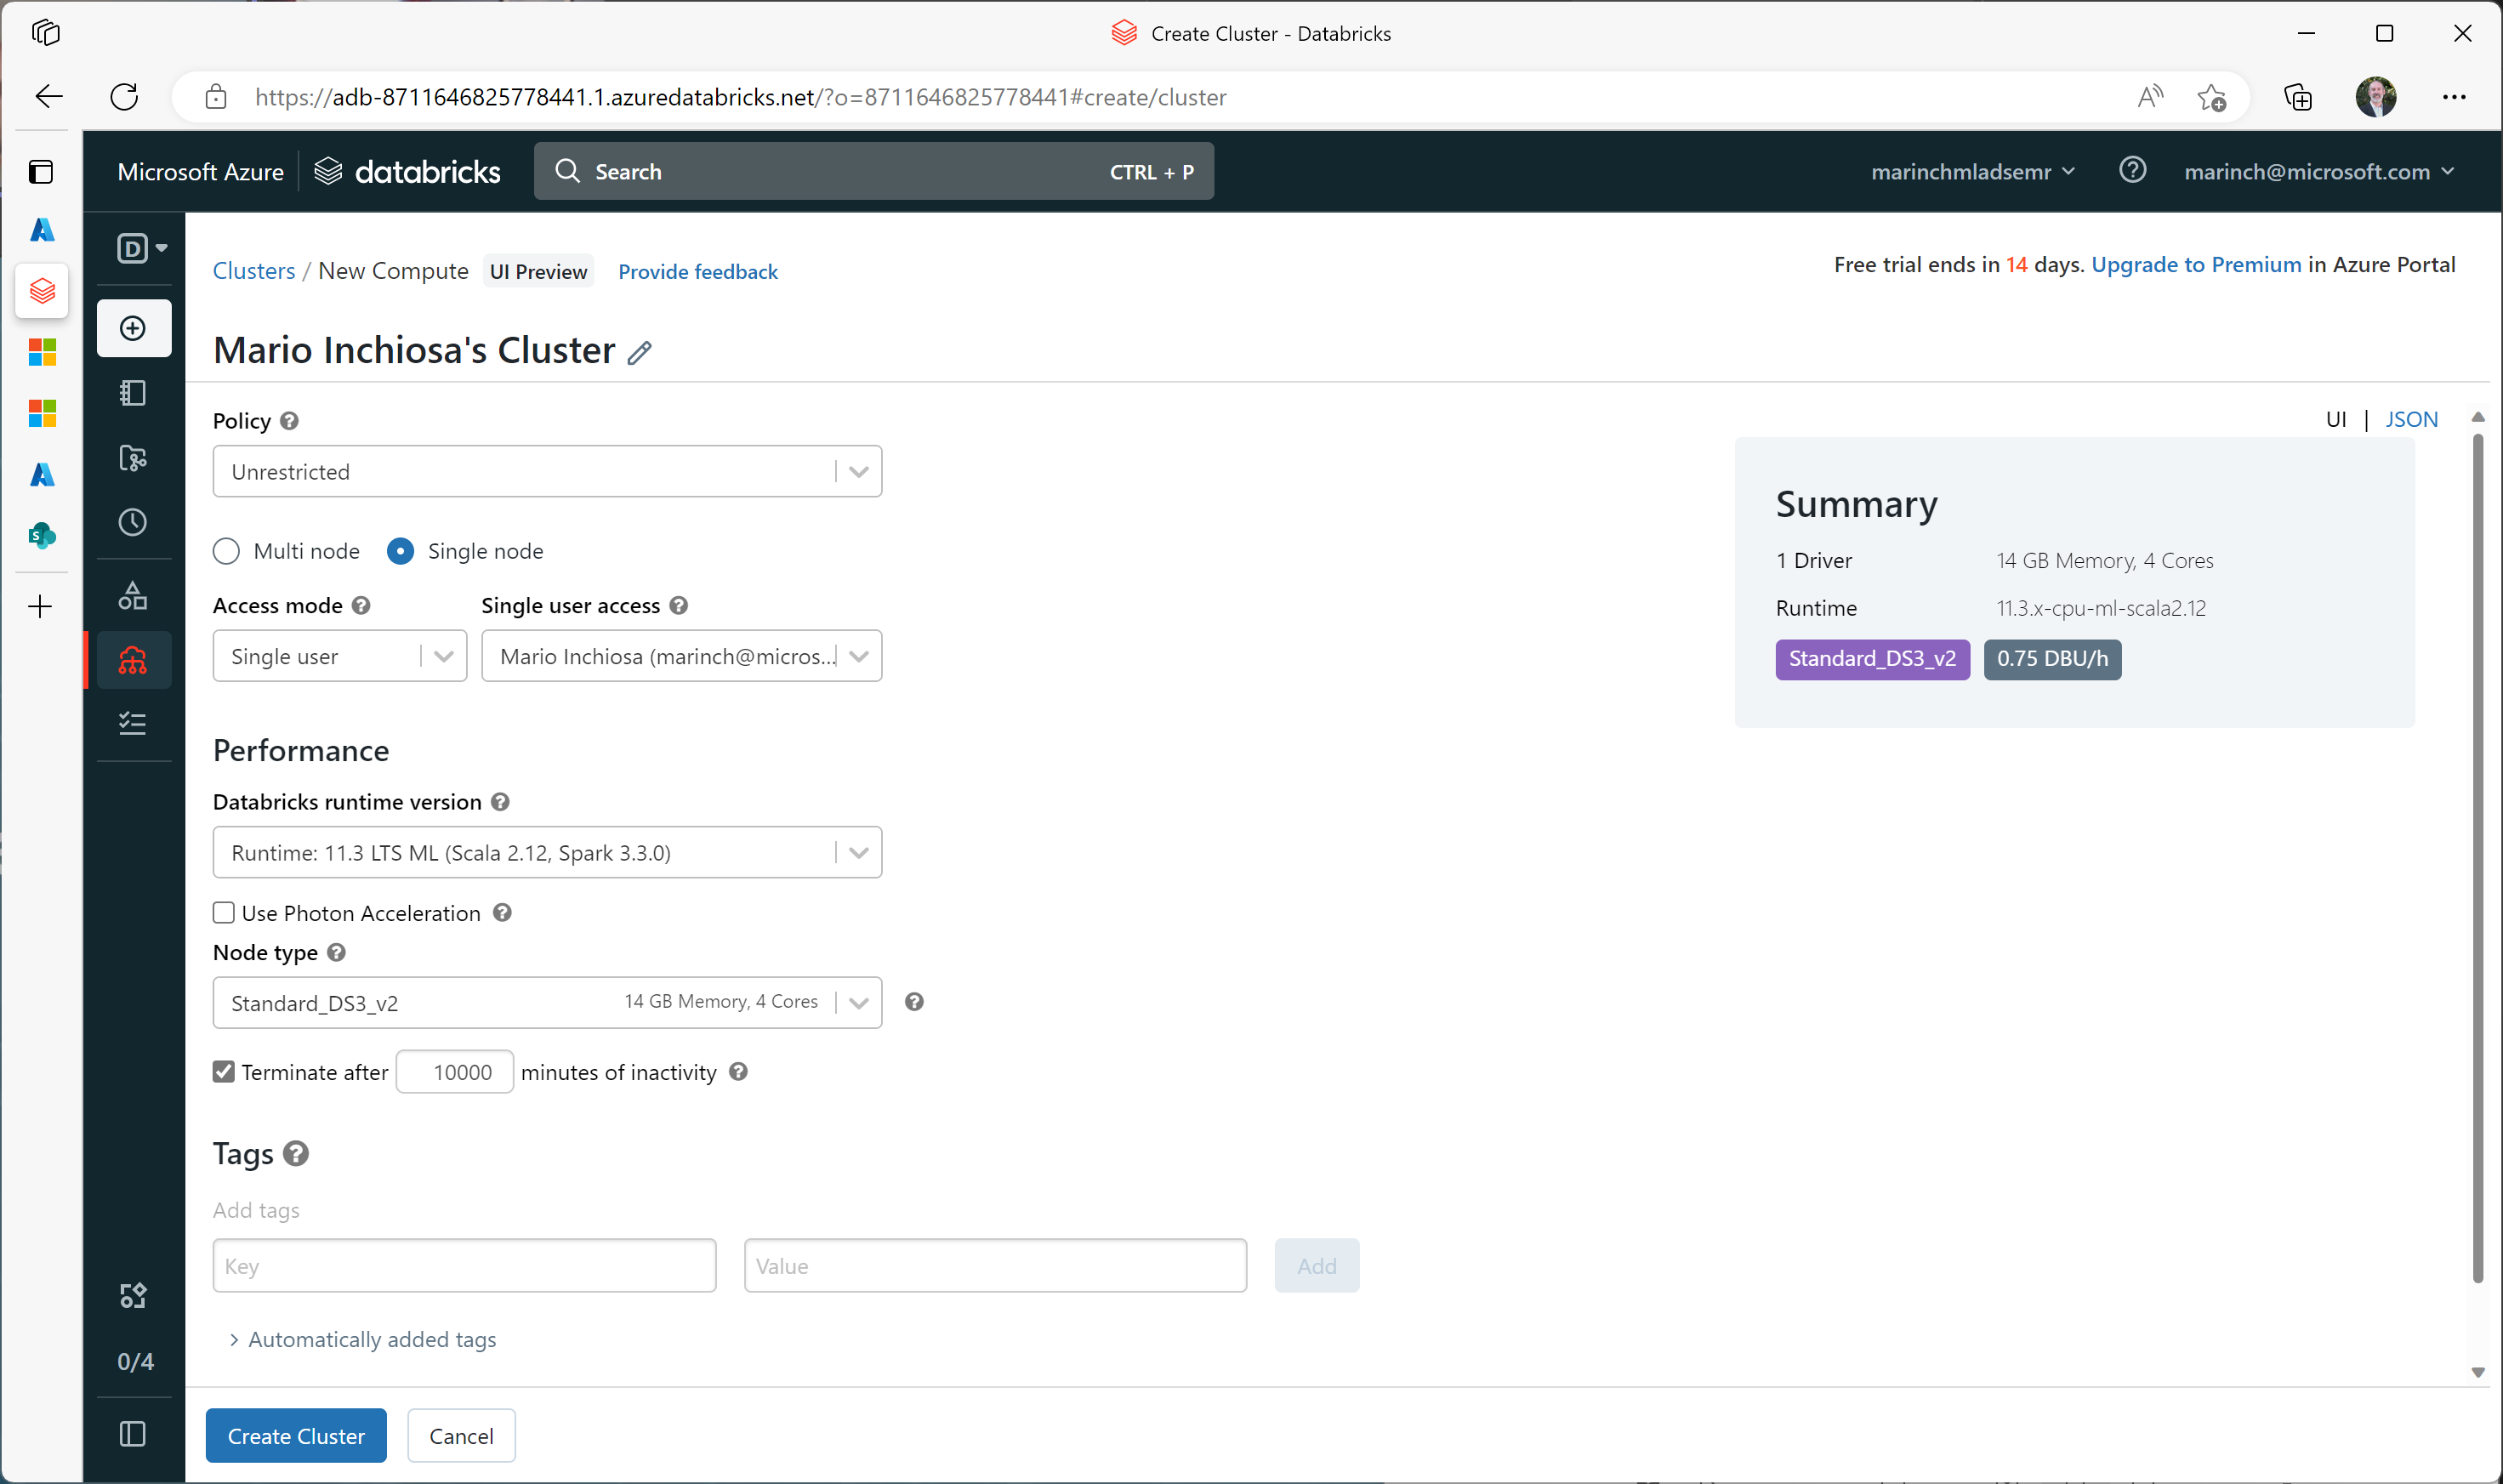 Create Cluster - Databricks
https://adb-8711646825778441.1.azuredatabricks.net/?o=8711646825778441#create/cluster
Microsoft Azure databricks Search CTRL + P marinchmladsemr marinch@microsoft.com
D
Clusters / New Compute UI Preview Provide feedback
Free trial ends in 14 days. Upgrade to Premium in Azure Portal
Mario Inchiosa's Cluster
UI | JSON
Policy
Unrestricted
Multi node Single node
Access mode Single user access
Single user Mario Inchiosa (marinch@micros...
Summary
1 Driver 14 GB Memory, 4 Cores
Runtime 11.3.x-cpu-ml-scala2.12
Standard_DS3_v2 0.75 DBU/h
Performance
Databricks runtime version
Runtime: 11.3 LTS ML (Scala 2.12, Spark 3.3.0)
Use Photon Acceleration
Node type
Standard_DS3_v2 14 GB Memory, 4 Cores
Terminate after 10000 minutes of inactivity
Tags
Add tags
Key Value Add
Automatically added tags
0/4
Create Cluster Cancel